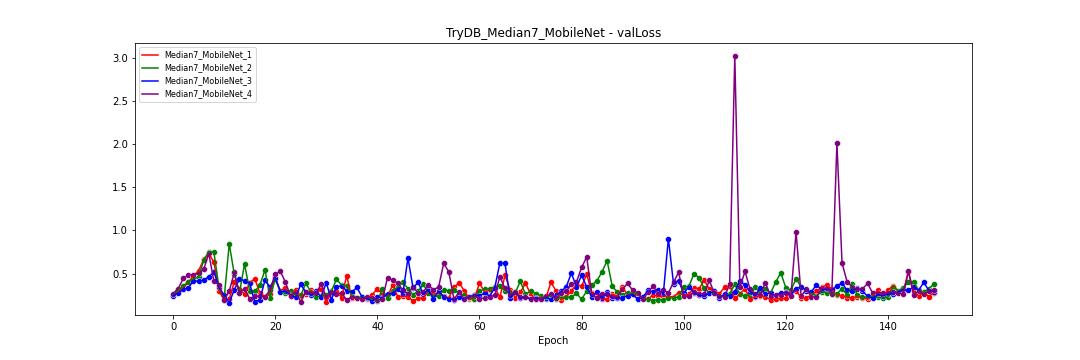 TryDB_Median7_MobileNet - valLoss
Median7_MobileNet_1
Median7_MobileNet_2
Median7_MobileNet_3
Median7_MobileNet_4
3.0
2.5
2.0
1.5
1.0
0.5
0 20 40 60 80 100 120 140
Epoch